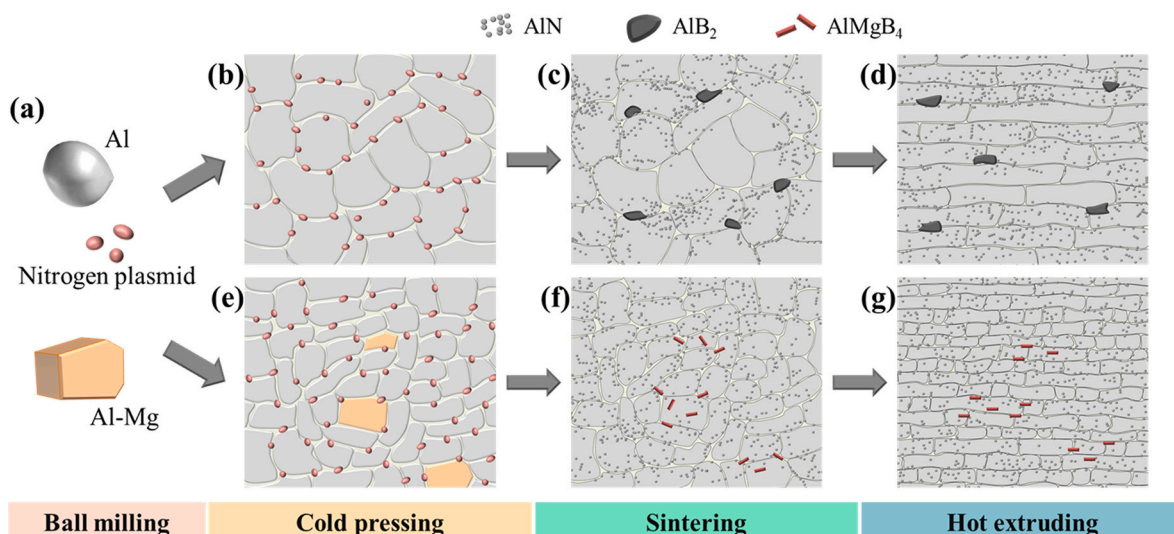 AlN AlB₂ AlMgB₄
(a)
Al
Nitrogen plasmid
Al-Mg
(b)
(c)
(d)
(e)
(f)
(g)
Ball milling Cold pressing Sintering Hot extruding